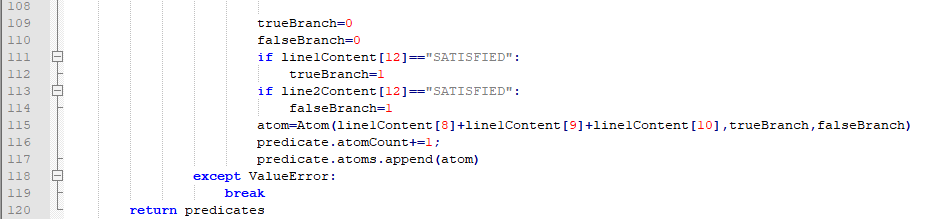 108
109 trueBranch=0
110 falseBranch=0
111 if line1Content[12]=="SATISFIED":
112 trueBranch=1
113 if line2Content[12]=="SATISFIED":
114 falseBranch=1
115 atom=Atom(line1Content[8]+line1Content[9]+line1Content[10],trueBranch,falseBranch)
116 predicate.atomCount+=1;
117 predicate.atoms.append(atom)
118 except ValueError:
119 break
120 return predicates